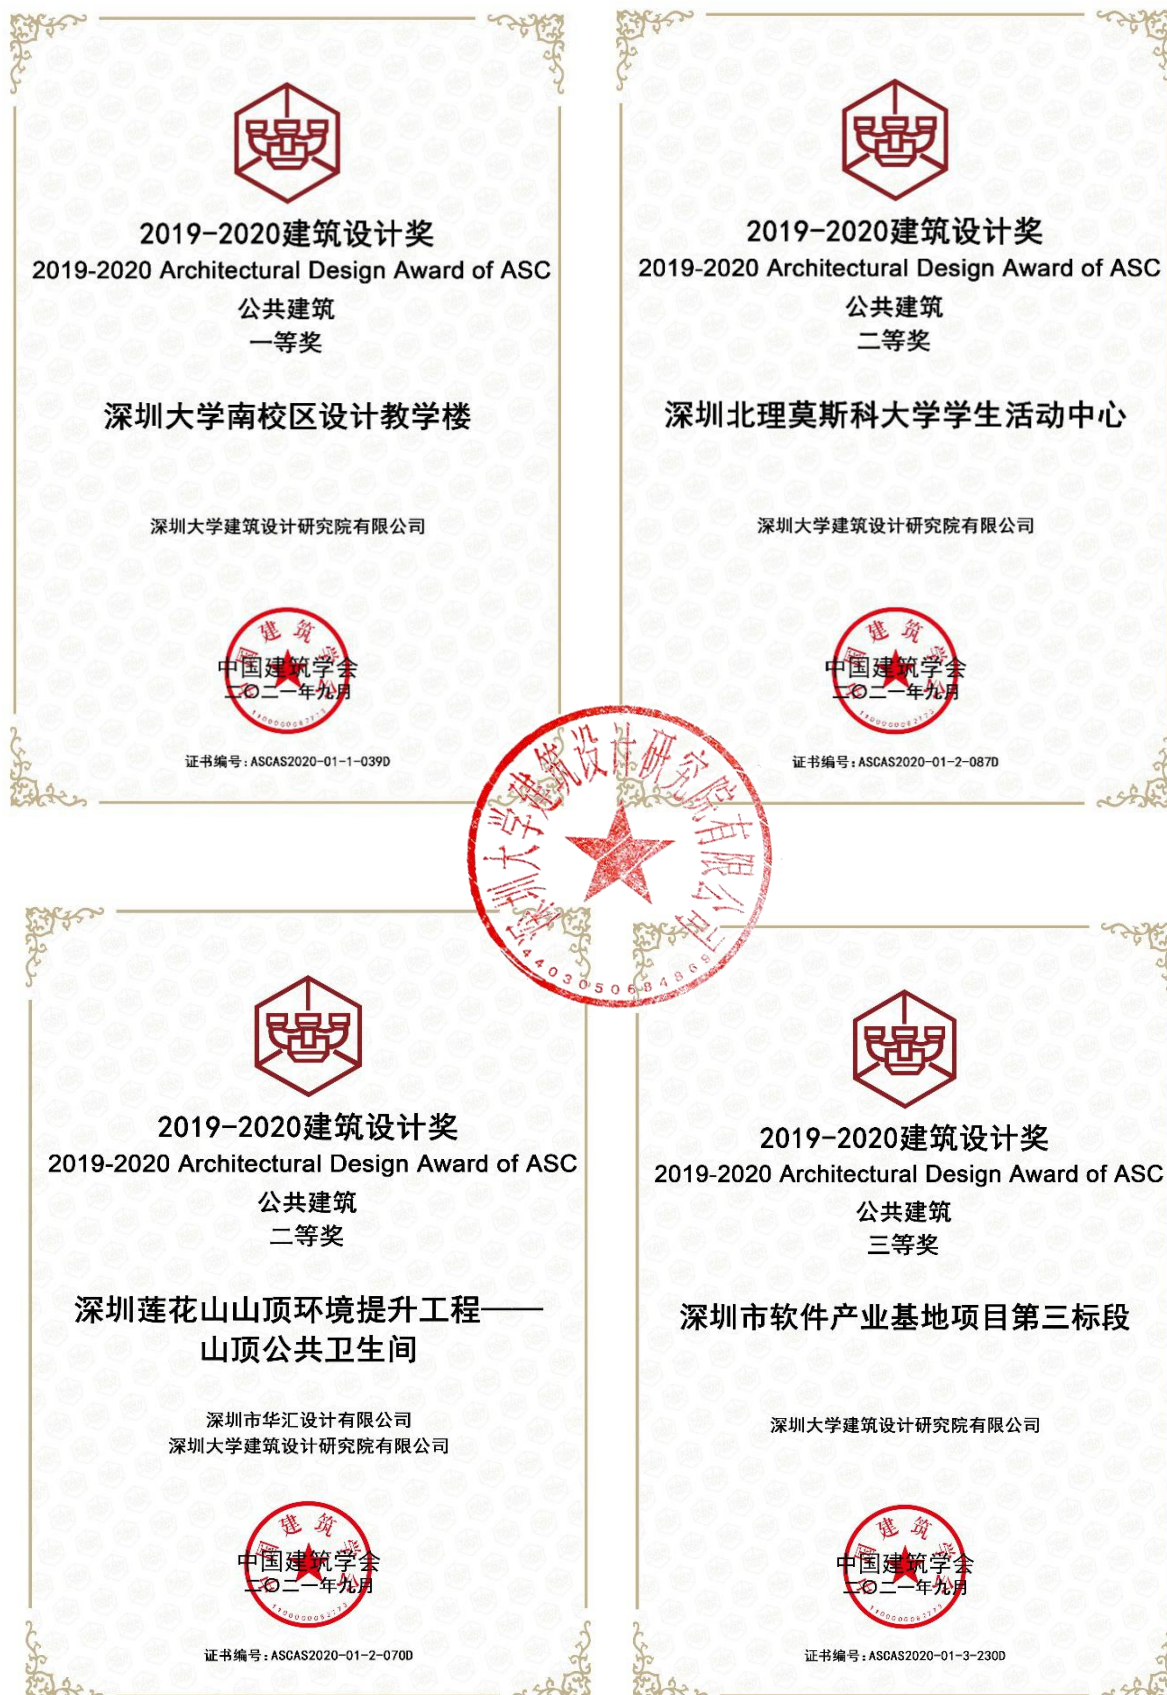 2019-2020建筑设计奖
2019-2020 Architectural Design Award of ASC
公共建筑
一等奖
深圳大学南校区设计教学楼
深圳大学建筑设计研究院有限公司
中国建筑学会
二〇二一年九月
证书编号:ASCAS2020-01-1-039D
2019-2020建筑设计奖
2019-2020 Architectural Design Award of ASC
公共建筑
二等奖
深圳北理莫斯科大学学生活动中心
深圳大学建筑设计研究院有限公司
中国建筑学会
二〇二一年九月
证书编号:ASCAS2020-01-2-087D
深圳大学建筑设计研究院有限公司
2019-2020建筑设计奖
2019-2020 Architectural Design Award of ASC
公共建筑
二等奖
深圳莲花山山顶环境提升工程——
山顶公共卫生间
深圳市华汇设计有限公司
深圳大学建筑设计研究院有限公司
中国建筑学会
二〇二一年九月
证书编号:ASCAS2020-01-2-070D
2019-2020建筑设计奖
2019-2020 Architectural Design Award of ASC
公共建筑
三等奖
深圳市软件产业基地项目第三标段
深圳大学建筑设计研究院有限公司
中国建筑学会
二〇二一年九月
证书编号:ASCAS2020-01-3-230D